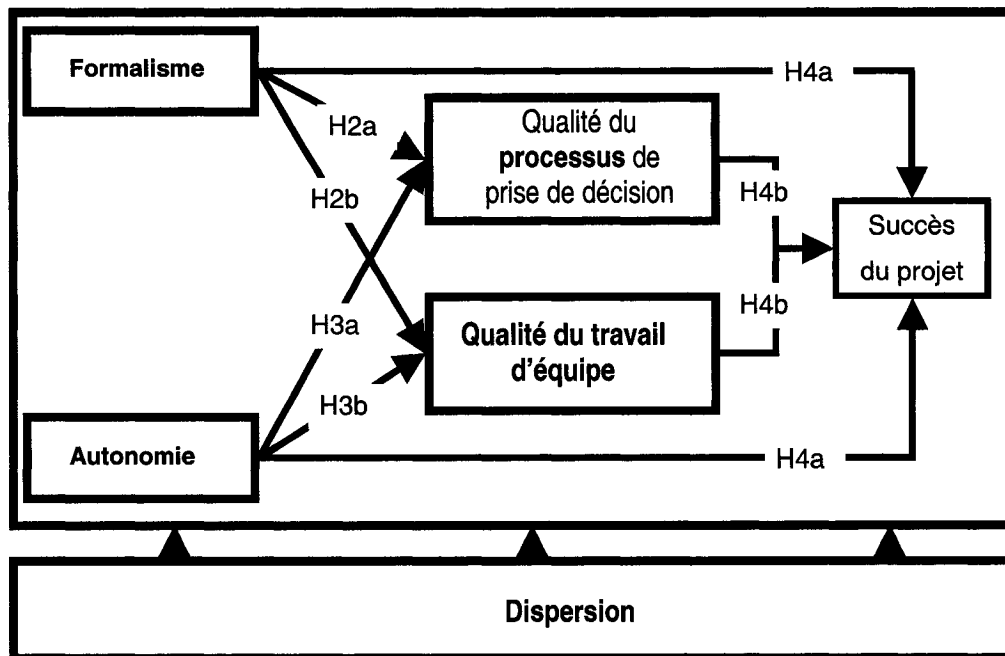 Formalisme
H4a
H2a
Qualité du
processus de
prise de décision
H2b
H4b
Succès
du projet
H3a
H4b
Qualité du travail
d'équipe
H3b
Autonomie
H4a
Dispersion